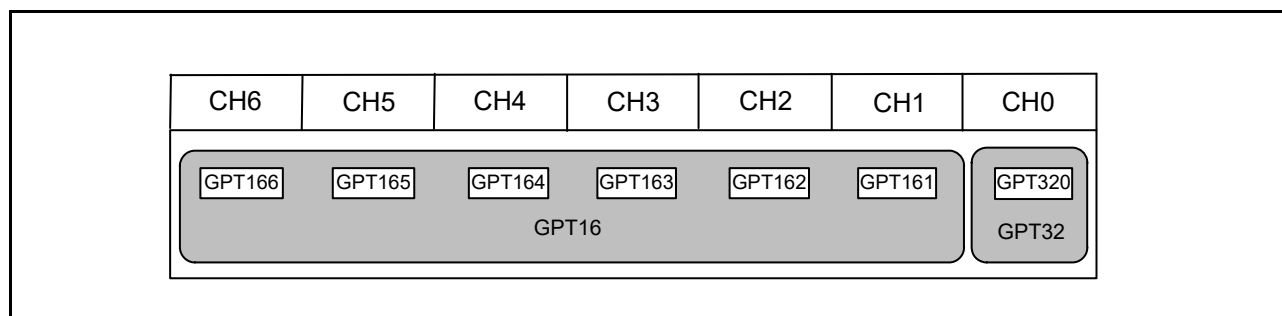 CH6 CH5 CH4 CH3 CH2 CH1 CH0
GPT166 GPT165 GPT164 GPT163 GPT162 GPT161 GPT320
GPT16 GPT32